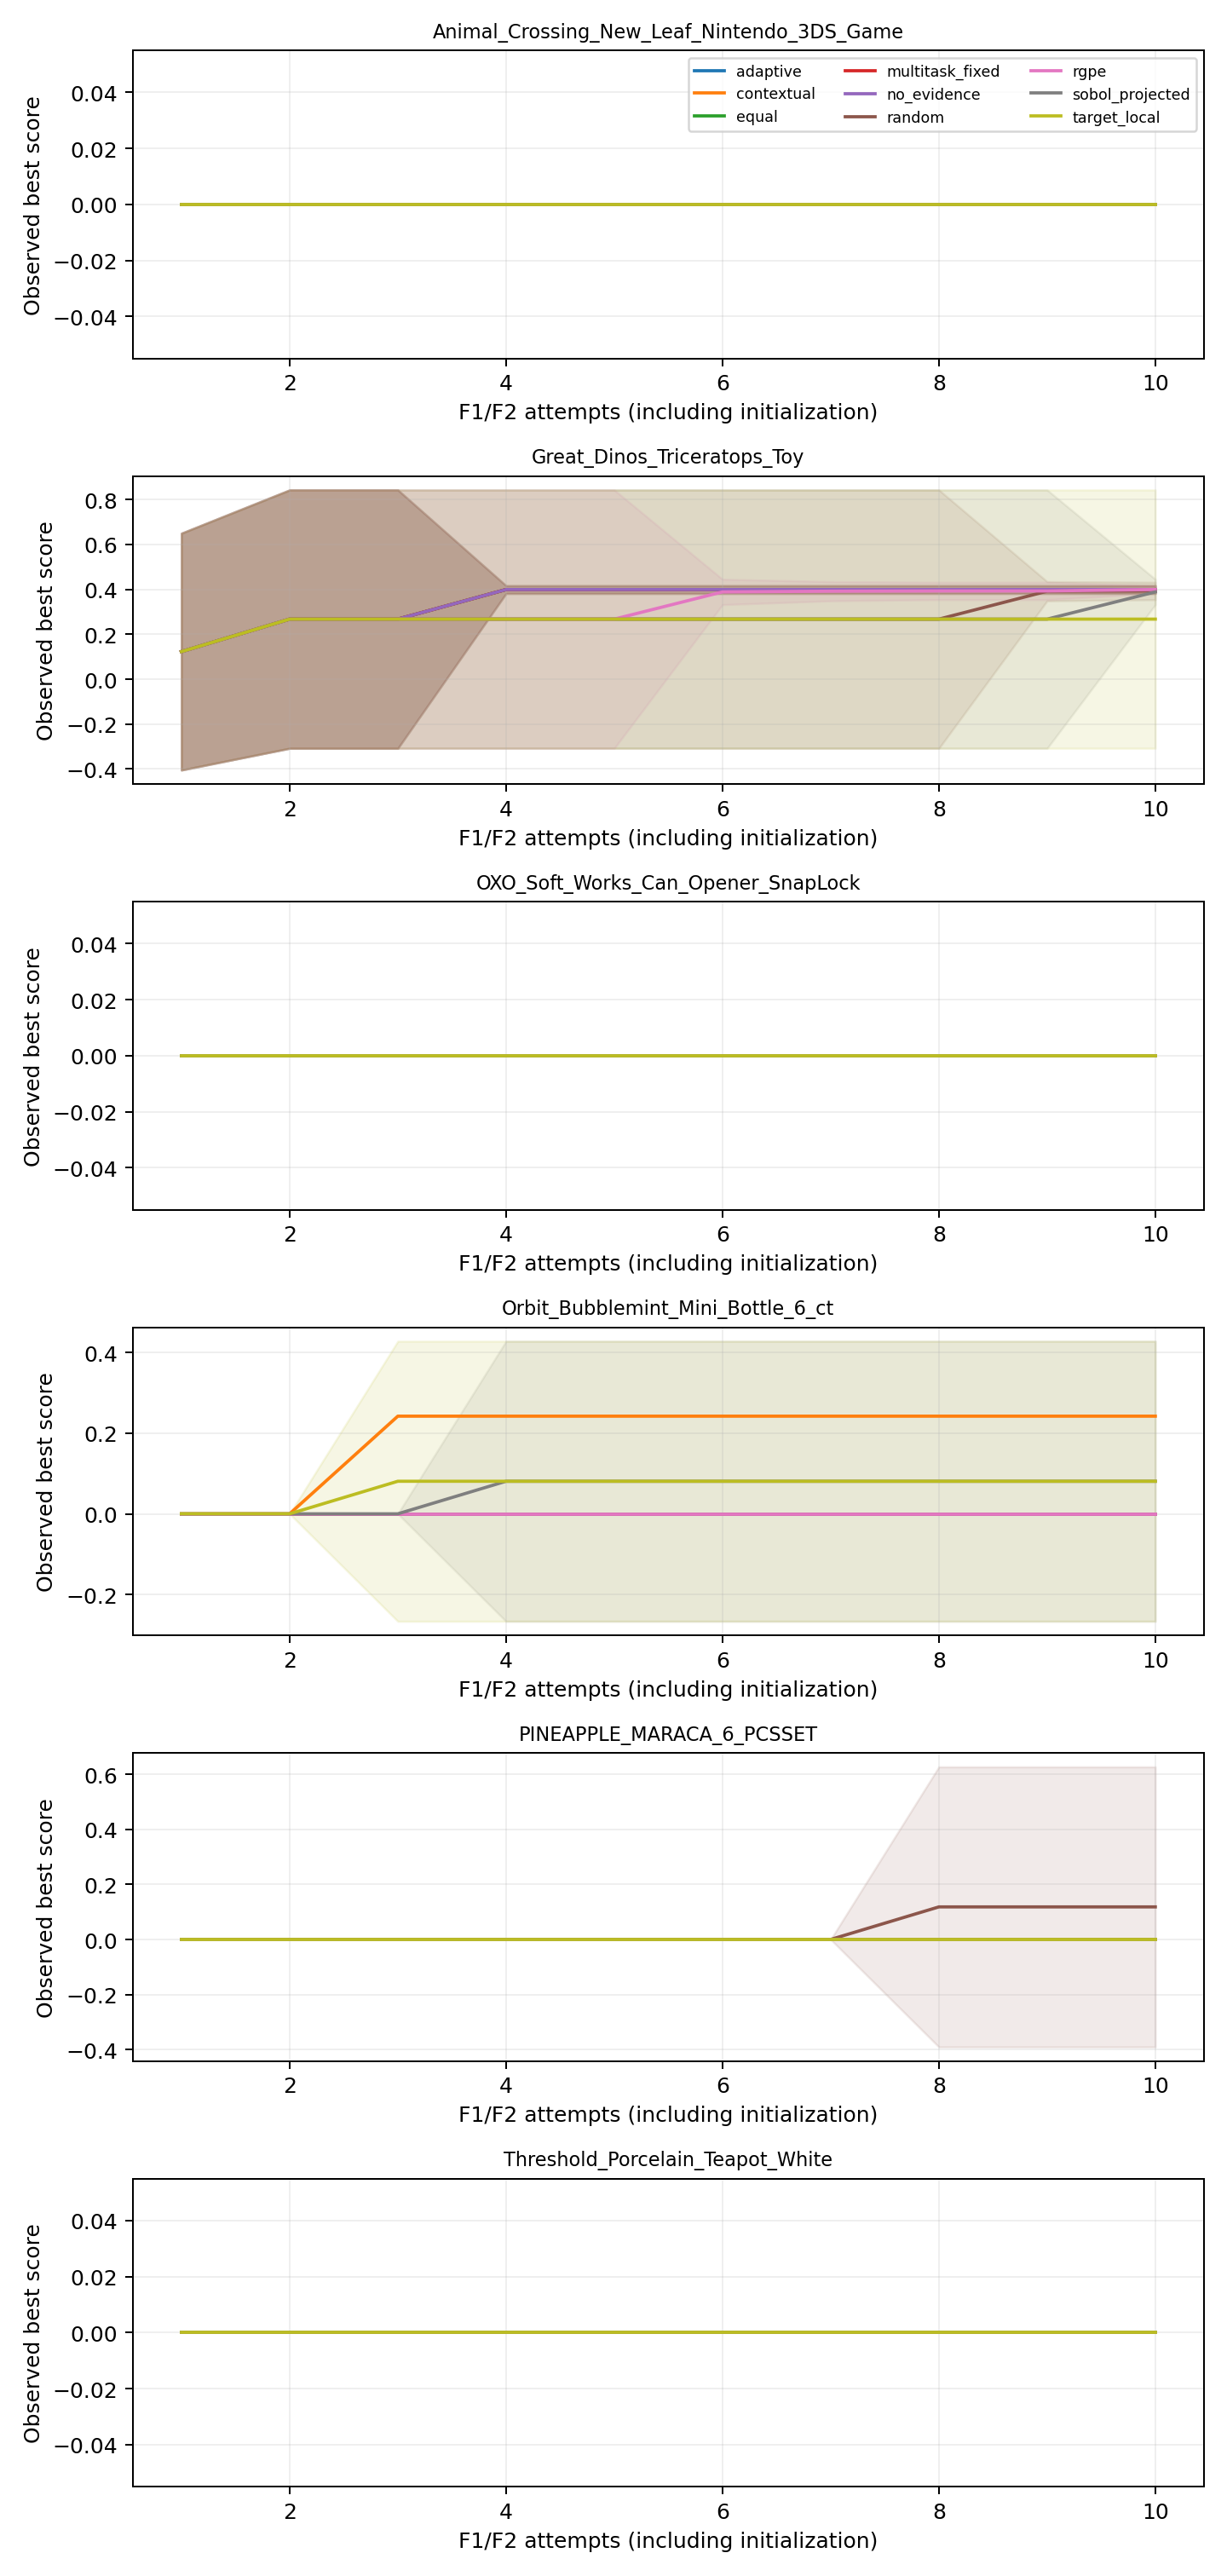 Animal_Crossing_New_Leaf_Nintendo_3DS_Game
adaptive
contextual
equal
multitask_fixed
no_evidence
random
rgpe
sobol_projected
target_local
0.04
0.02
0.00
−0.02
−0.04
Observed best score
2 4 6 8 10
F1/F2 attempts (including initialization)
Great_Dinos_Triceratops_Toy
0.8
0.6
0.4
0.2
0.0
−0.2
−0.4
Observed best score
2 4 6 8 10
F1/F2 attempts (including initialization)
OXO_Soft_Works_Can_Opener_SnapLock
0.04
0.02
0.00
−0.02
−0.04
Observed best score
2 4 6 8 10
F1/F2 attempts (including initialization)
Orbit_Bubblemint_Mini_Bottle_6_ct
0.4
0.2
0.0
−0.2
Observed best score
2 4 6 8 10
F1/F2 attempts (including initialization)
PINEAPPLE_MARACA_6_PCSSET
0.6
0.4
0.2
0.0
−0.2
−0.4
Observed best score
2 4 6 8 10
F1/F2 attempts (including initialization)
Threshold_Porcelain_Teapot_White
0.04
0.02
0.00
−0.02
−0.04
Observed best score
2 4 6 8 10
F1/F2 attempts (including initialization)